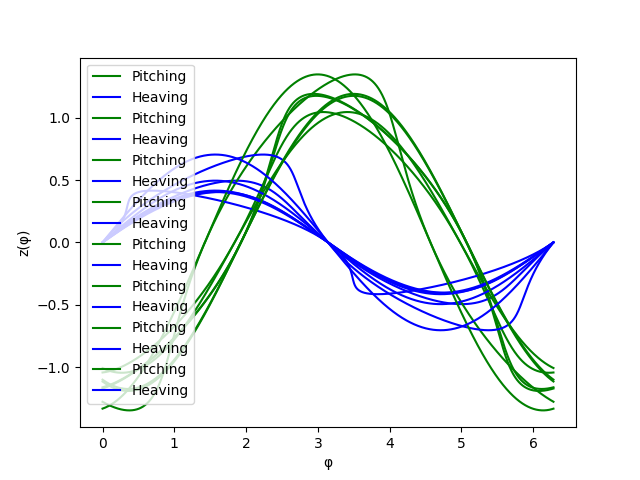 Pitching
Heaving
Pitching
Heaving
Pitching
Heaving
Pitching
Heaving
Pitching
Heaving
Pitching
Heaving
Pitching
Heaving
Pitching
Heaving
1.0
0.5
0.0
−0.5
−1.0
z(φ)
0 1 2 3 4 5 6
φ